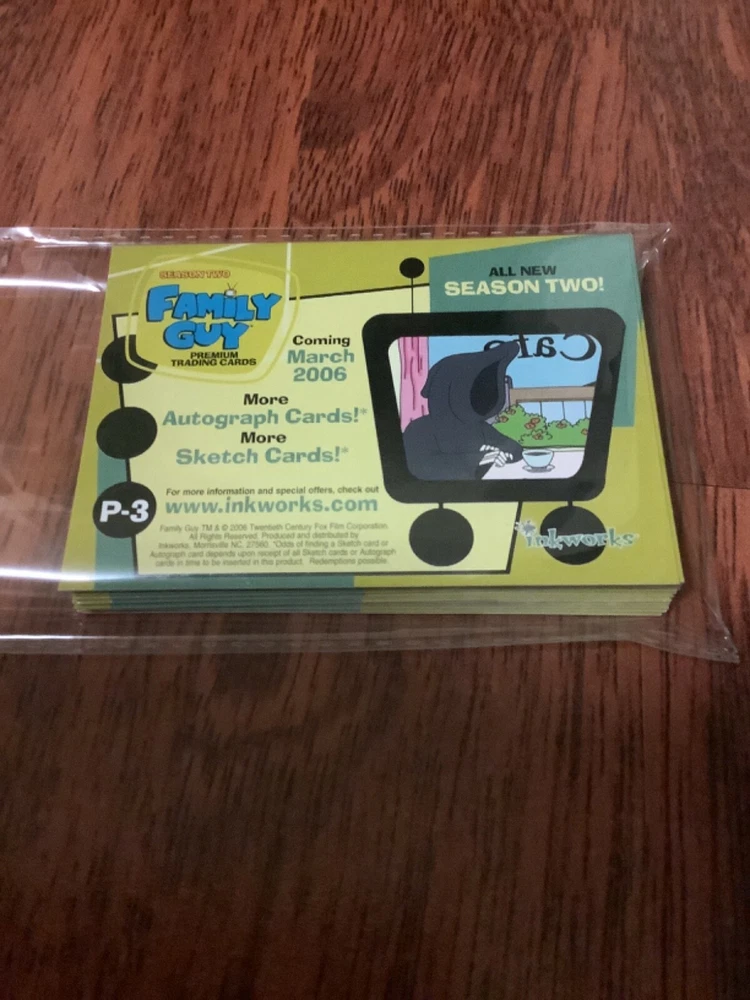 SEASON TWO
FAMILY
GUY™
PREMIUM
TRADING CARDS
Coming
March
2006
More
Autograph Cards!*
More
Sketch Cards!*
P-3
For more information and special offers, check out
www.inkworks.com
Family Guy TM & © 2006 Twentieth Century Fox Film Corporation.
All Rights Reserved. Produced and distributed by
Inkworks, Morrisville NC, 27560. *Odds of finding a Sketch card or
Autograph card depends upon receipt of all Sketch cards or Autograph
cards in time to be inserted in this product. Redemptions possible.
ALL NEW
SEASON TWO!
Cafe
inkworks